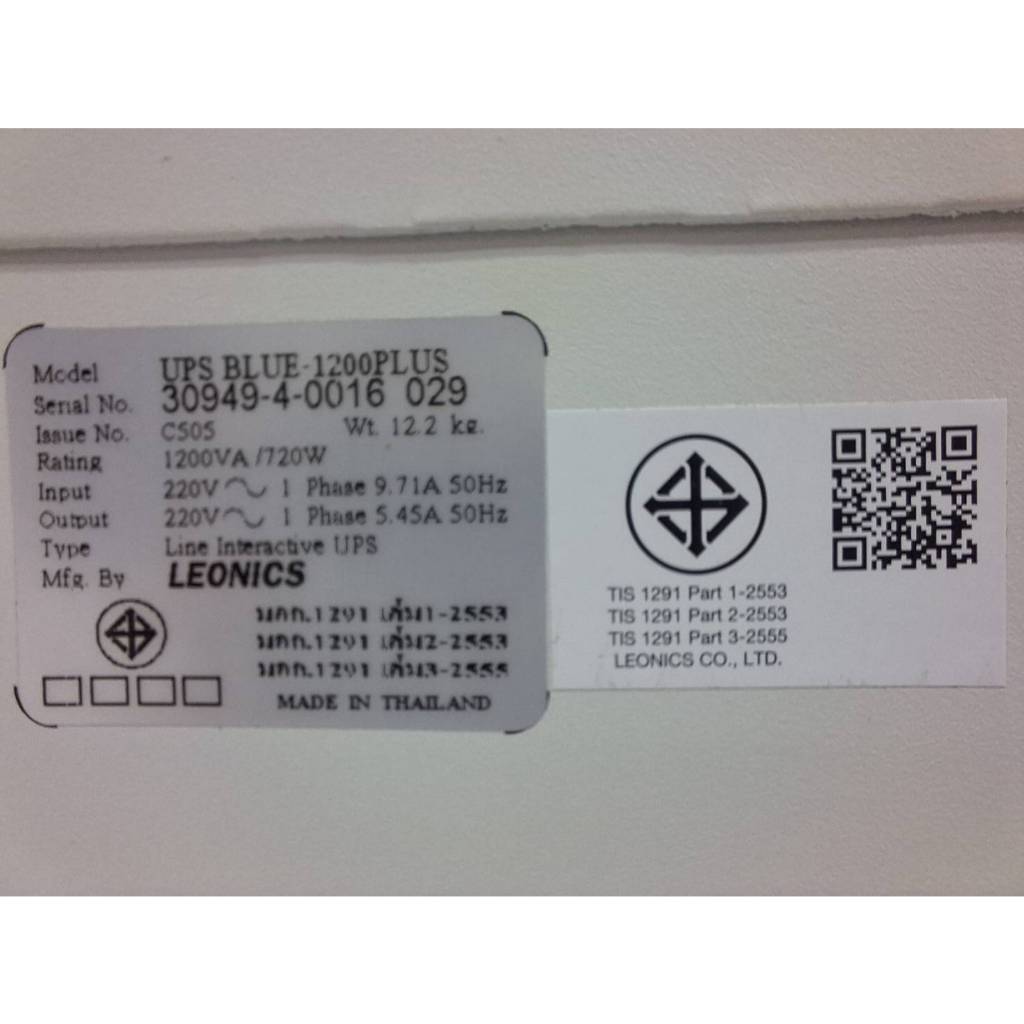 Model UPS BLUE-1200PLUS
Serial No. 30949-4-0016 029
Issue No. C505 Wt. 12.2 kg.
Rating 1200VA /720W
Input 220V 1 Phase 9.71A 50Hz
Output 220V 1 Phase 5.45A 50Hz
Type Line Interactive UPS
Mfg. By LEONICS
มอก.1291 เล่ม1-2553
มอก.1291 เล่ม2-2553
มอก.1291 เล่ม3-2555
MADE IN THAILAND
TIS 1291 Part 1-2553
TIS 1291 Part 2-2553
TIS 1291 Part 3-2555
LEONICS CO., LTD.